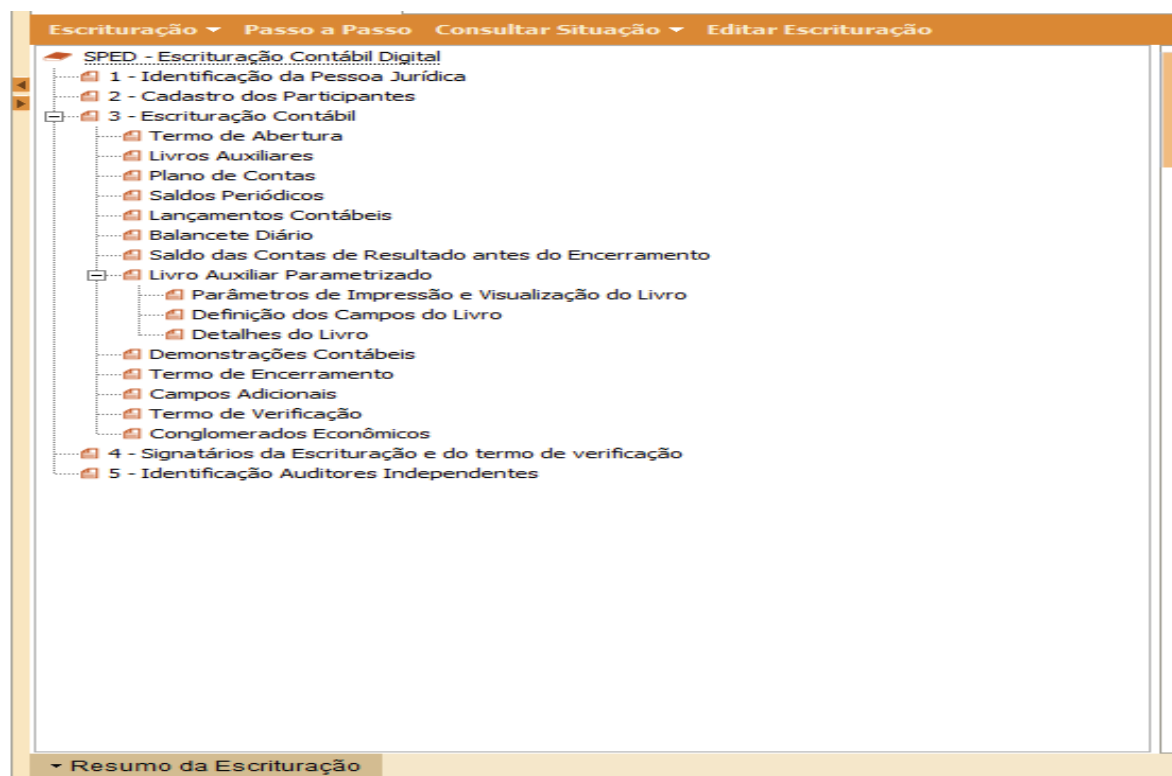 Escrituração Passo a Passo Consultar Situação Editar Escrituração
SPED - Escrituração Contábil Digital
1 - Identificação da Pessoa Jurídica
2 - Cadastro dos Participantes
3 - Escrituração Contábil
Termo de Abertura
Livros Auxiliares
Plano de Contas
Saldos Periódicos
Lançamentos Contábeis
Balancete Diário
Saldo das Contas de Resultado antes do Encerramento
Livro Auxiliar Parametrizado
Parâmetros de Impressão e Visualização do Livro
Definição dos Campos do Livro
Detalhes do Livro
Demonstrações Contábeis
Termo de Encerramento
Campos Adicionais
Termo de Verificação
Conglomerados Econômicos
4 - Signatários da Escrituração e do termo de verificação
5 - Identificação Auditores Independentes
Resumo da Escrituração